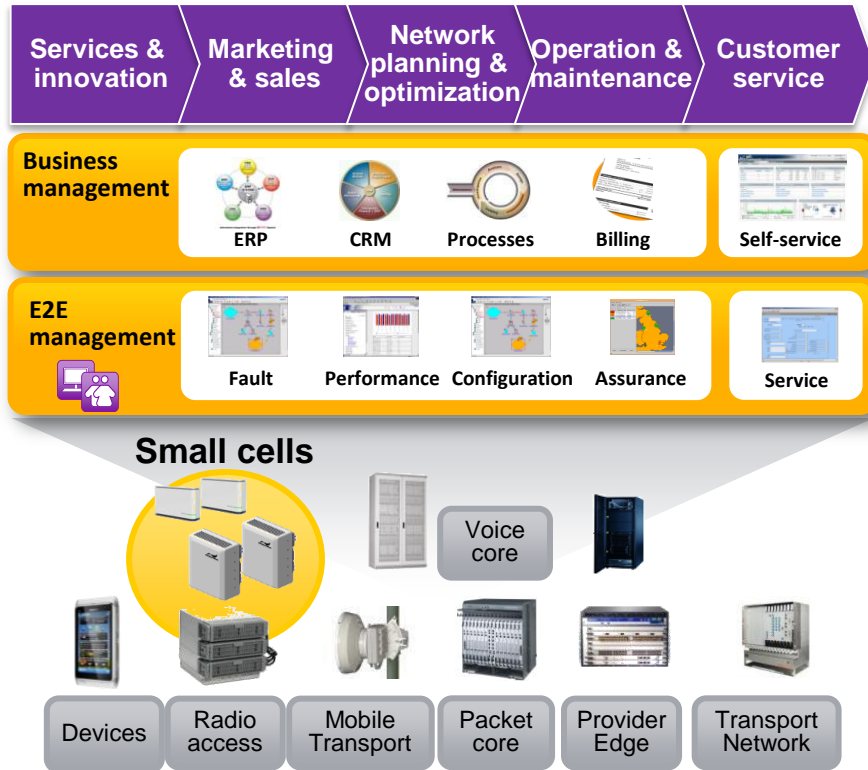 Services &
innovation
Marketing
& sales
Network
planning &
optimization
Operation &
maintenance
Customer
service
Business
management
ERP
CRM
Processes
Billing
Self-service
E2E
management
Fault
Performance
Configuration
Assurance
Service
Small cells
Voice
core
Devices
Radio
access
Mobile
Transport
Packet
core
Provider
Edge
Transport
Network